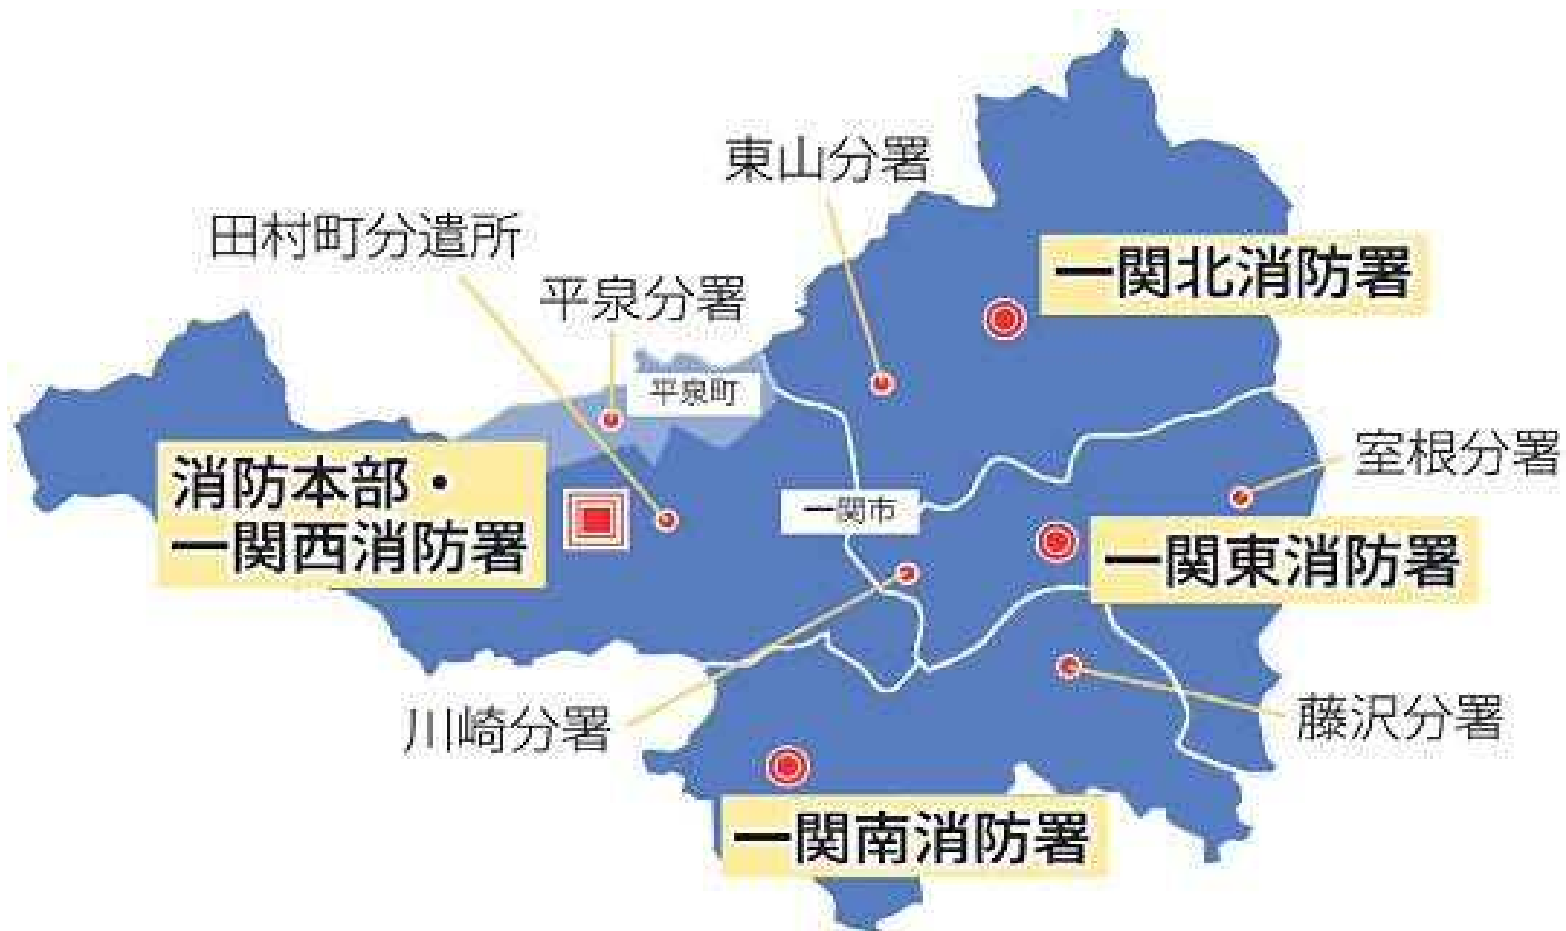 東山分署
田村町分遣所
一関北消防署
平泉分署
平泉町
室根分署
消防本部・
一関西消防署
一関市
一関東消防署
川崎分署
藤沢分署
一関南消防署